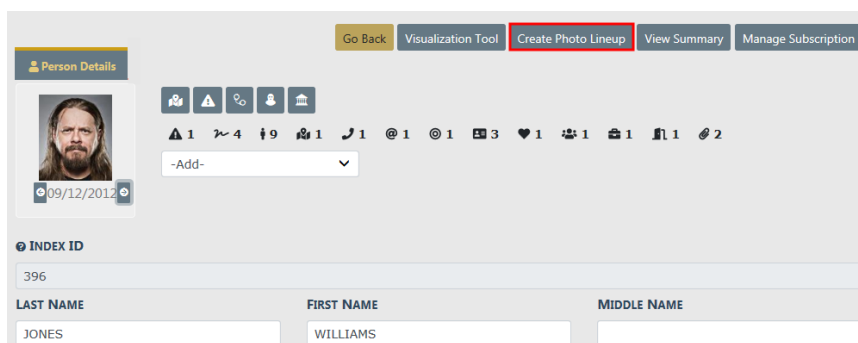 Go Back Visualization Tool Create Photo Lineup View Summary Manage Subscription
Person Details
1 4 9 1 1 @ 1 1 3 1 1 1 1 2
-Add-
09/12/2012
INDEX ID
396
LAST NAME FIRST NAME MIDDLE NAME
JONES WILLIAMS